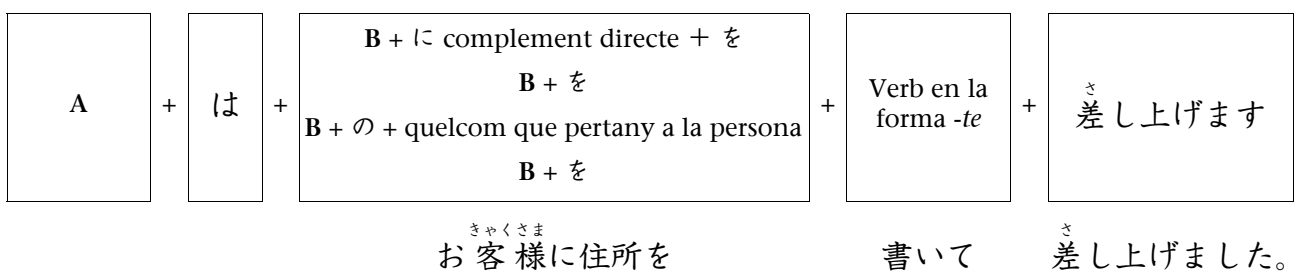 A + は + B + に complement directe + を
B + を
B + の + quelcom que pertany a la persona
B + を
+ Verb en la forma -te + 差し上げます
さ
お客様に住所を 書いて 差し上げました。
きゃくさま さ